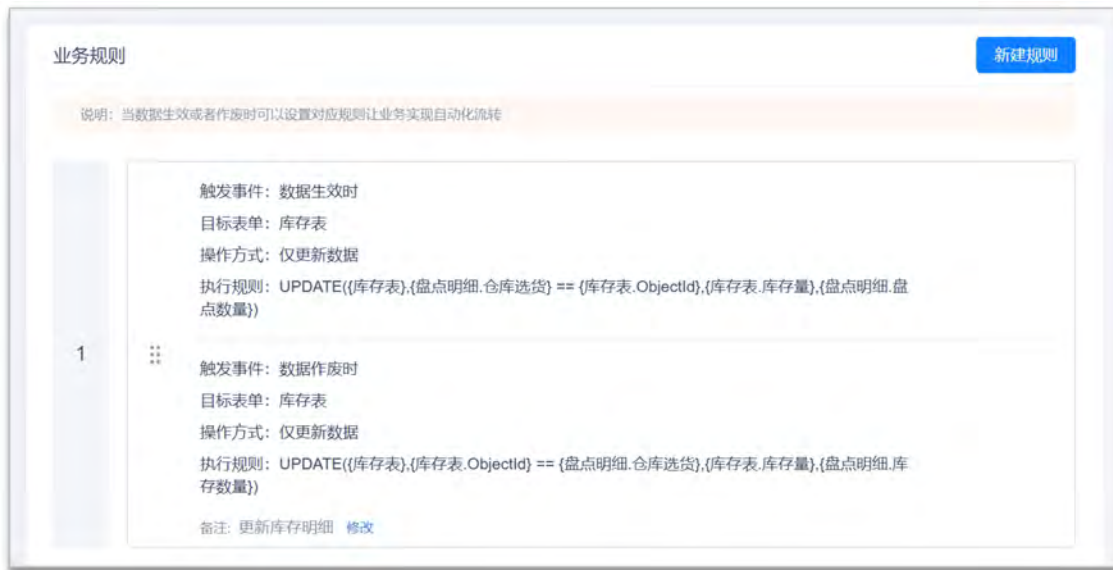 业务规则
新建规则
说明：当数据生效或者作废时可以设置对应规则让业务实现自动化流转
触发事件：数据生效时
目标表单：库存表
操作方式：仅更新数据
执行规则：UPDATE({库存表},{盘点明细.仓库选货} == {库存表.ObjectId},{库存表.库存量},{盘点明细.盘
点数量})
1
触发事件：数据作废时
目标表单：库存表
操作方式：仅更新数据
执行规则：UPDATE({库存表},{库存表.ObjectId} == {盘点明细.仓库选货},{库存表.库存量},{盘点明细.库
存数量})
备注: 更新库存明细 修改